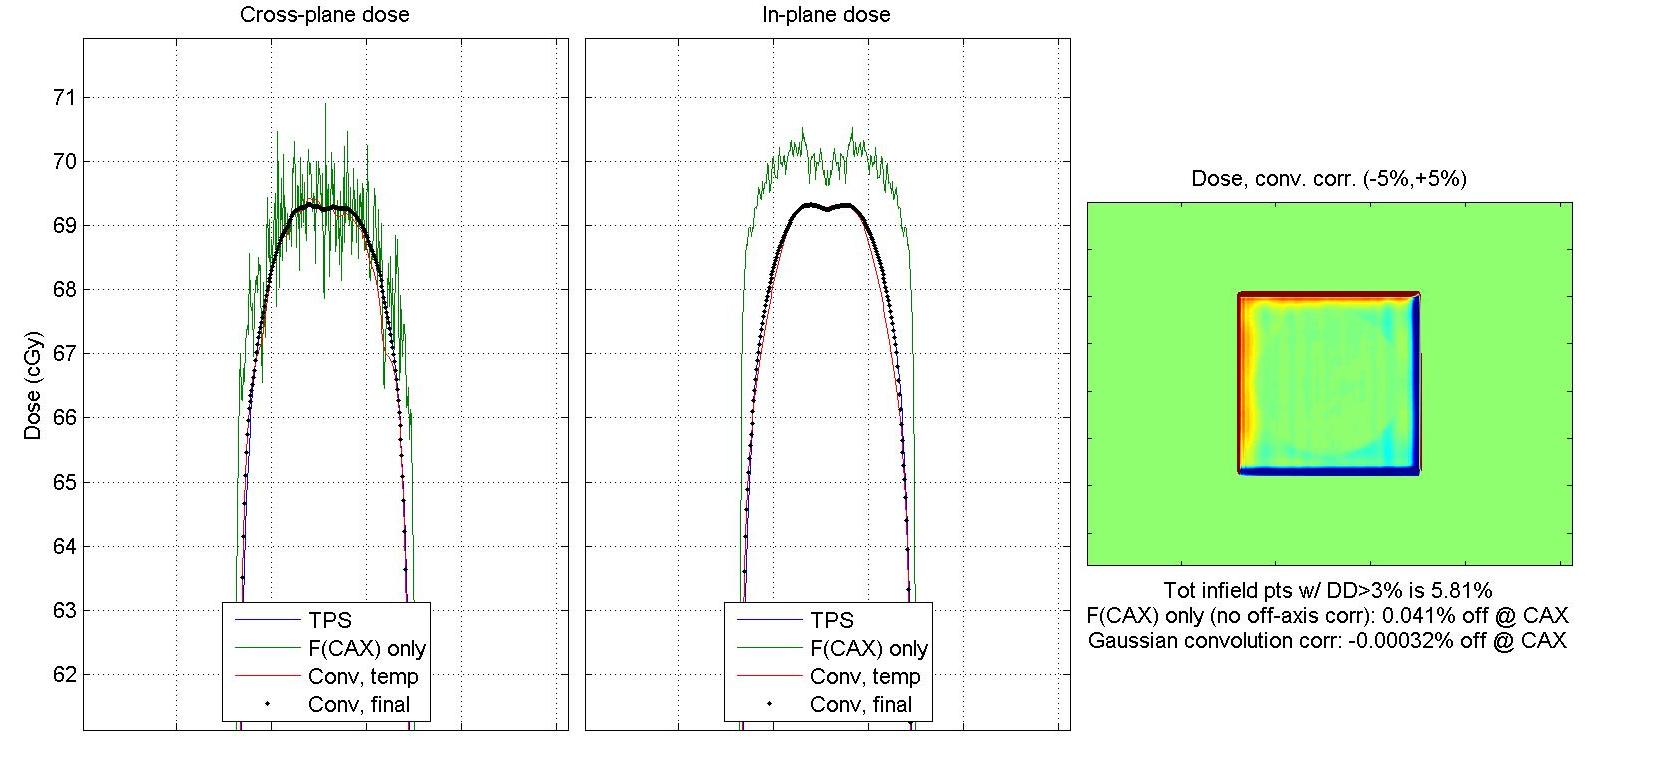 Cross-plane dose
In-plane dose
Dose (cGy)
71
70
69
68
67
66
65
64
63
62
TPS
F(CAX) only
Conv, temp
Conv, final
TPS
F(CAX) only
Conv, temp
Conv, final
Dose, conv. corr. (-5%,+5%)
Tot infield pts w/ DD>3% is 5.81%
F(CAX) only (no off-axis corr): 0.041% off @ CAX
Gaussian convolution corr: -0.00032% off @ CAX